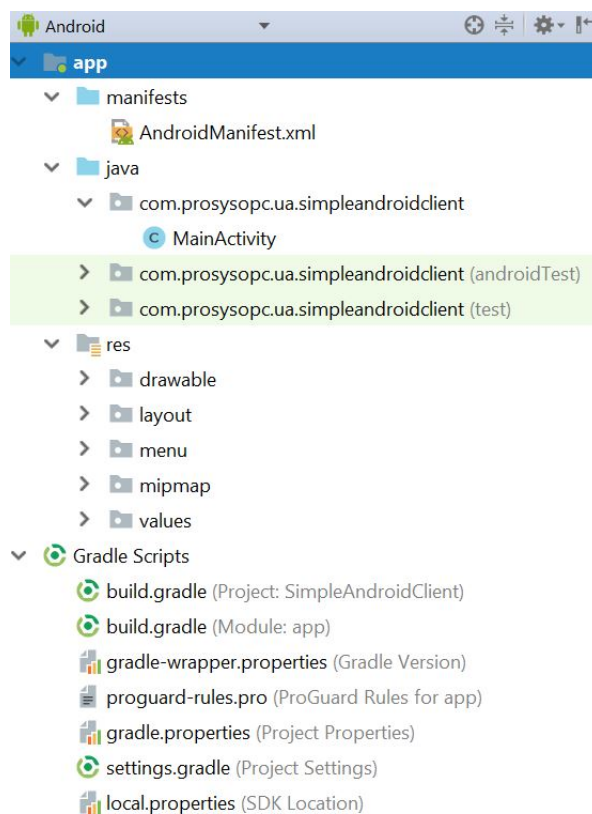 Android
app
manifests
AndroidManifest.xml
java
com.prosysopc.ua.simpleandroidclient
C MainActivity
com.prosysopc.ua.simpleandroidclient (androidTest)
com.prosysopc.ua.simpleandroidclient (test)
res
drawable
layout
menu
mipmap
values
Gradle Scripts
build.gradle (Project: SimpleAndroidClient)
build.gradle (Module: app)
gradle-wrapper.properties (Gradle Version)
proguard-rules.pro (ProGuard Rules for app)
gradle.properties (Project Properties)
settings.gradle (Project Settings)
local.properties (SDK Location)